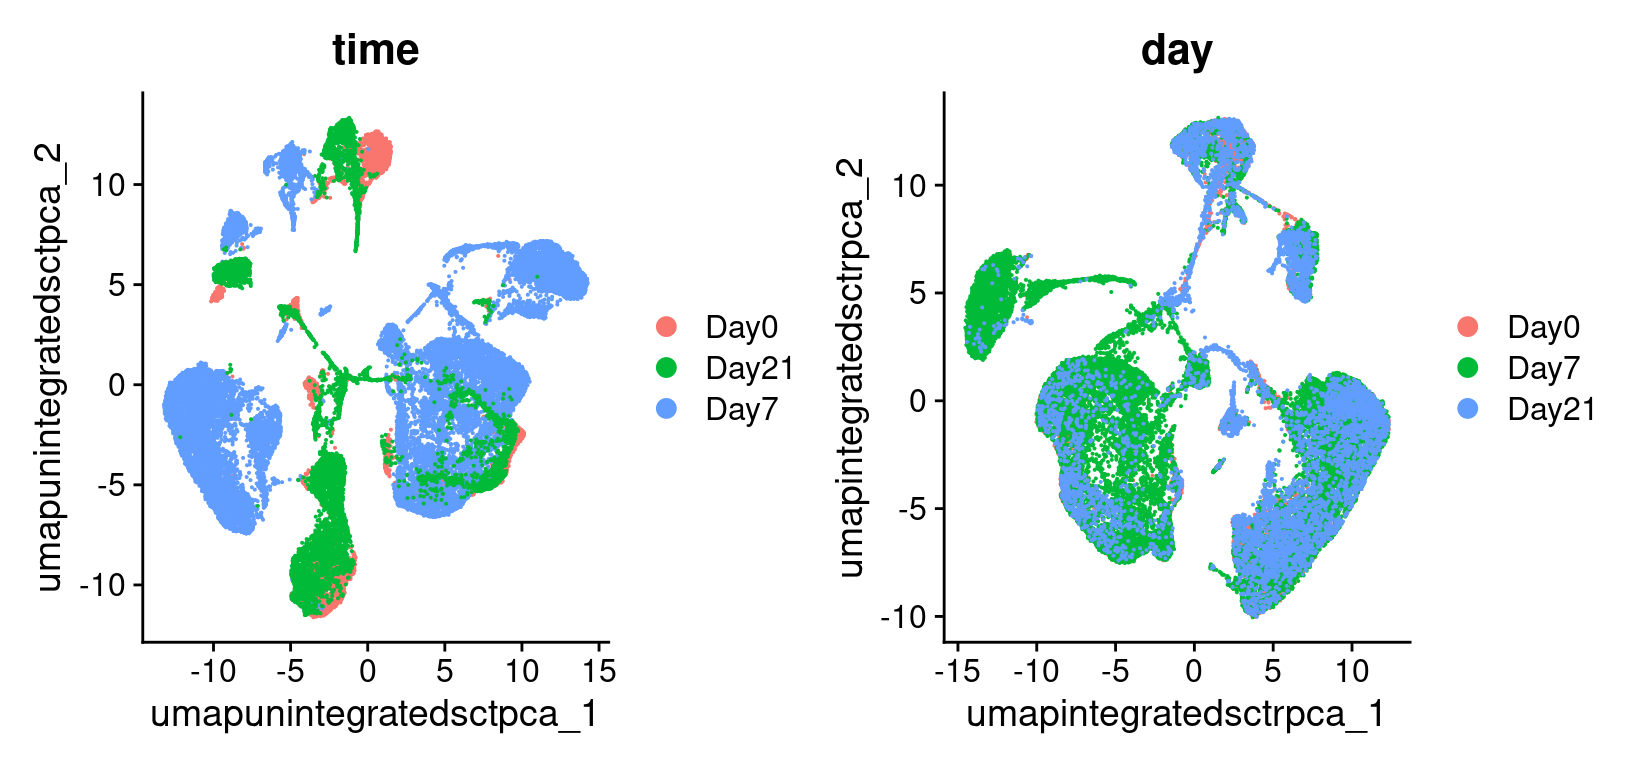 time
umapunintegratedsctpca_2
10
5
0
-5
-10
-10
-5
0
5
10
15
umapunintegratedsctpca_1
Day0
Day21
Day7
day
umapintegratedsctrpca_2
10
5
0
-5
-10
-15
-10
-5
0
5
10
umapintegratedsctrpca_1
Day0
Day7
Day21